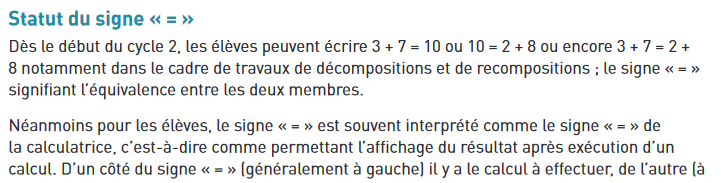 Statut du signe « = »
Dès le début du cycle 2, les élèves peuvent écrire 3 + 7 = 10 ou 10 = 2 + 8 ou encore 3 + 7 = 2 +
8 notamment dans le cadre de travaux de décompositions et de recompositions ; le signe « = »
signifiant l’équivalence entre les deux membres.
Néanmoins pour les élèves, le signe « = » est souvent interprété comme le signe « = » de
la calculatrice, c’est-à-dire comme permettant l’affichage du résultat après exécution d’un
calcul. D’un côté du signe « = » (généralement à gauche) il y a le calcul à effectuer, de l’autre (à